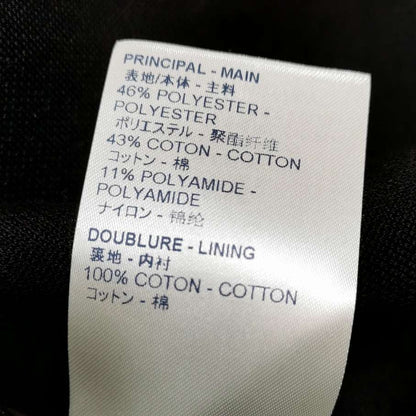 PRINCIPAL - MAIN
表地/本体 - 主料
46% POLYESTER -
POLYESTER
ポリエステル - 聚酯纤维
43% COTON - COTTON
コットン - 棉
11% POLYAMIDE -
POLYAMIDE
ナイロン - 锦纶
DOUBLURE - LINING
裏地 - 内衬
100% COTON - COTTON
コットン - 棉